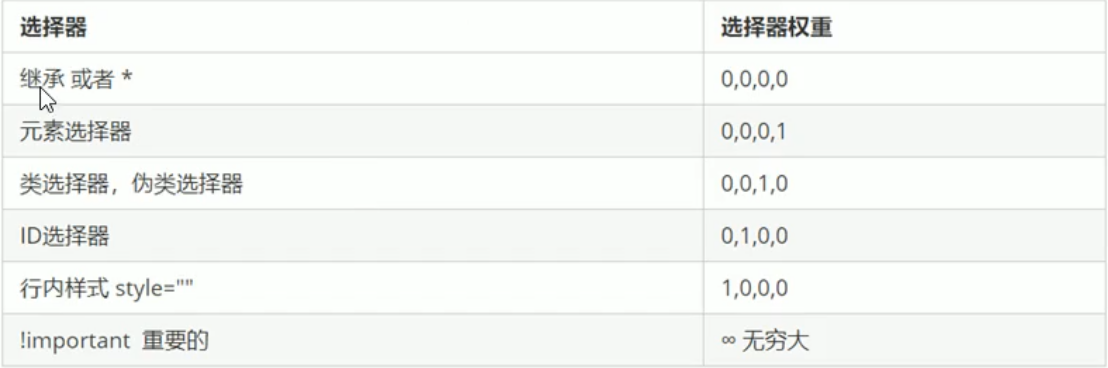 选择器 选择器权重
继承 或者 * 0,0,0,0
元素选择器 0,0,0,1
类选择器，伪类选择器 0,0,1,0
ID选择器 0,1,0,0
行内样式 style="" 1,0,0,0
!important 重要的 ∞ 无穷大